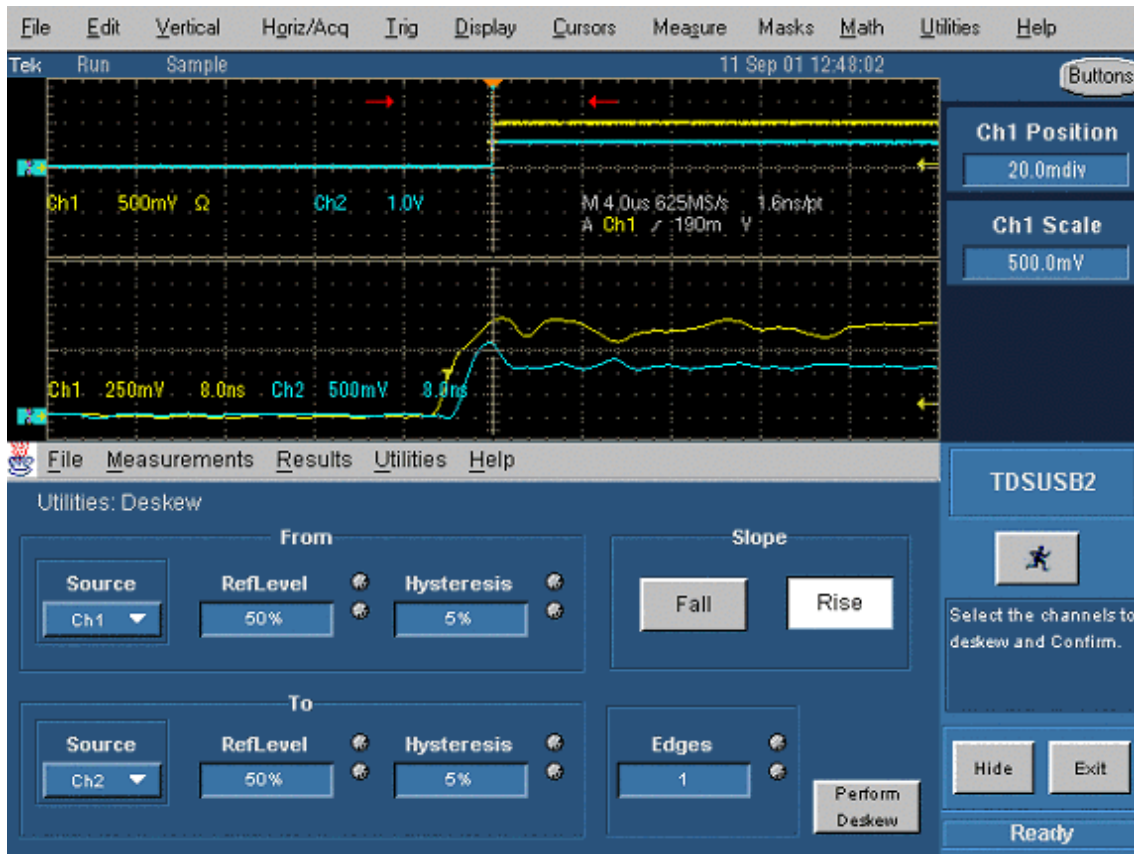 File Edit Vertical Horiz/Acq Trig Display Cursors Measure Masks Math Utilities Help
Tek Run Sample 11 Sep 01 12:48:02
Buttons
Ch1 Position
20.0mdiv
Ch1 500mV Ω Ch2 1.0V M 4.0us 625MS/s 1.6ns/pt
A Ch1 190m V
Ch1 Scale
500.0mV
Ch1 250mV 8.0ns Ch2 500mV 8.0ns
File Measurements Results Utilities Help
TDSUSB2
Utilities: Deskew
From
Slope
Source RefLevel Hysteresis
Ch1 50% 5%
Fall Rise
Select the channels to
deskew and Confirm.
To
Source RefLevel Hysteresis Edges
Ch2 50% 5% 1
Perform
Deskew
Hide Exit
Ready